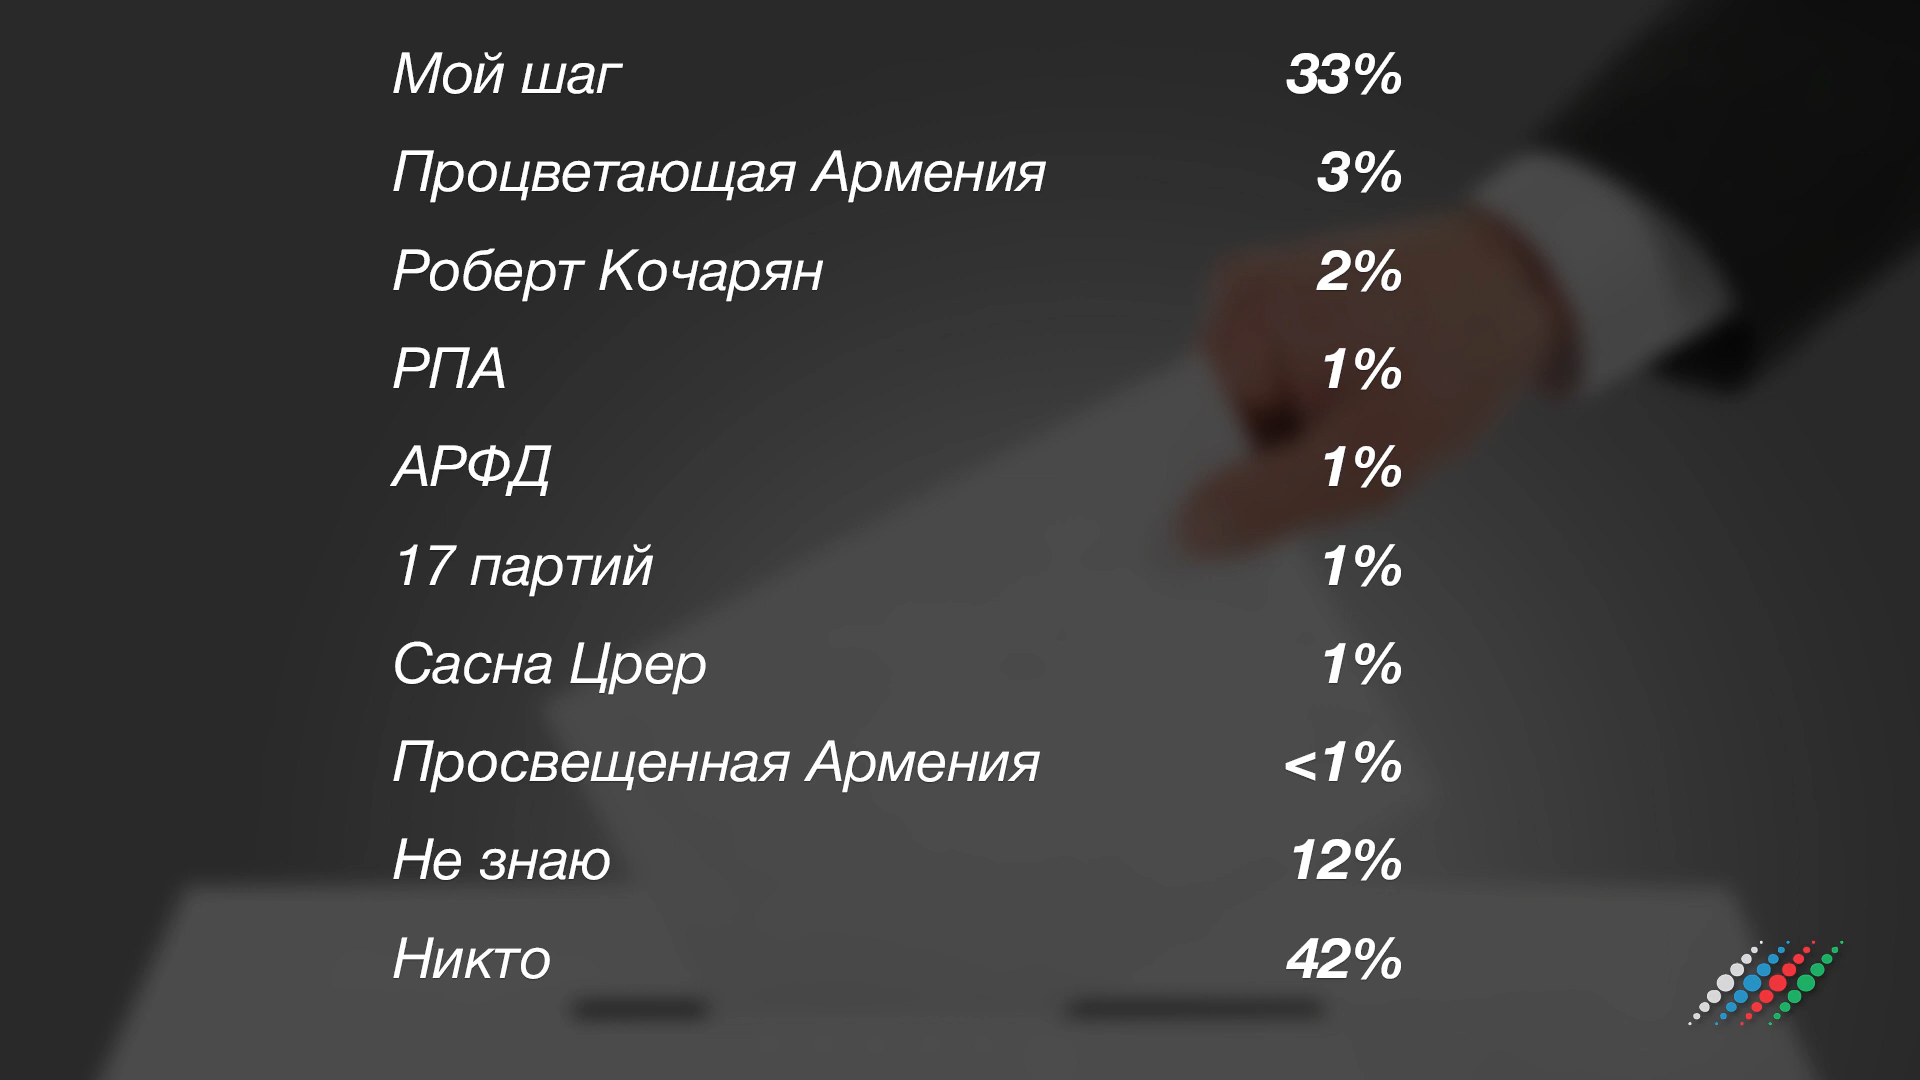 Мой шаг 33%
Процветающая Армения 3%
Роберт Кочарян 2%
РПА 1%
АРФД 1%
17 партий 1%
Сасна Црер 1%
Просвещенная Армения <1%
Не знаю 12%
Никто 42%